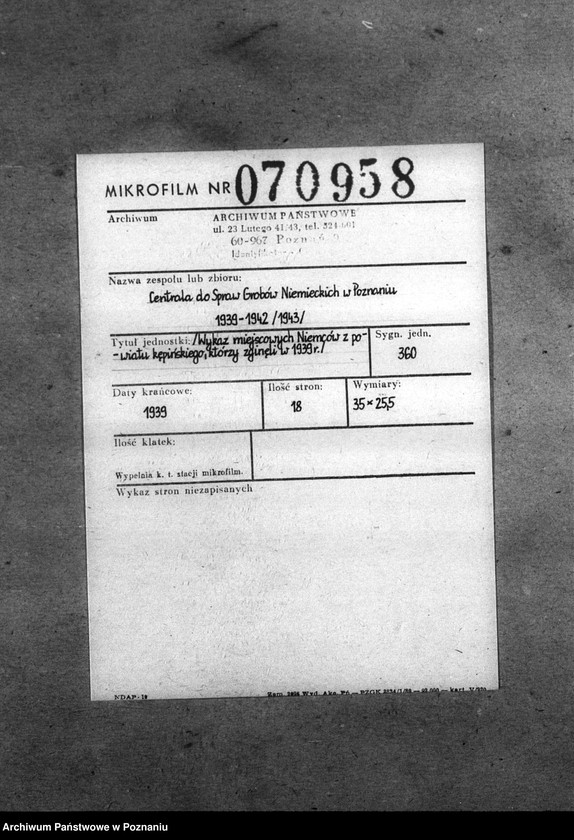 MIKROFILM NR 070958
Archiwum
ARCHIWUM PAŃSTWOWE
ul. 23 Lutego 41/43, tel.
60-967 Poznań
Nazwa zespołu lub zbioru:
Centrala do Spraw Grobów Niemieckich w Poznaniu
1939-1942 /1943/
Tytuł jednostki: /Wykaz miejscowych Niemców z po-
-wiatu kępińskiego, którzy zginęli w 1939 r./
Sygn. jedn.
360
Daty krańcowe:
1939
Ilość stron:
18
Wymiary:
35 × 25,5
Ilość klatek:
Wypełnia k. t. stacji mikrofilm.
Wykaz stron niezapisanych
NDAP-19
Archiwum Państwowe w Poznaniu